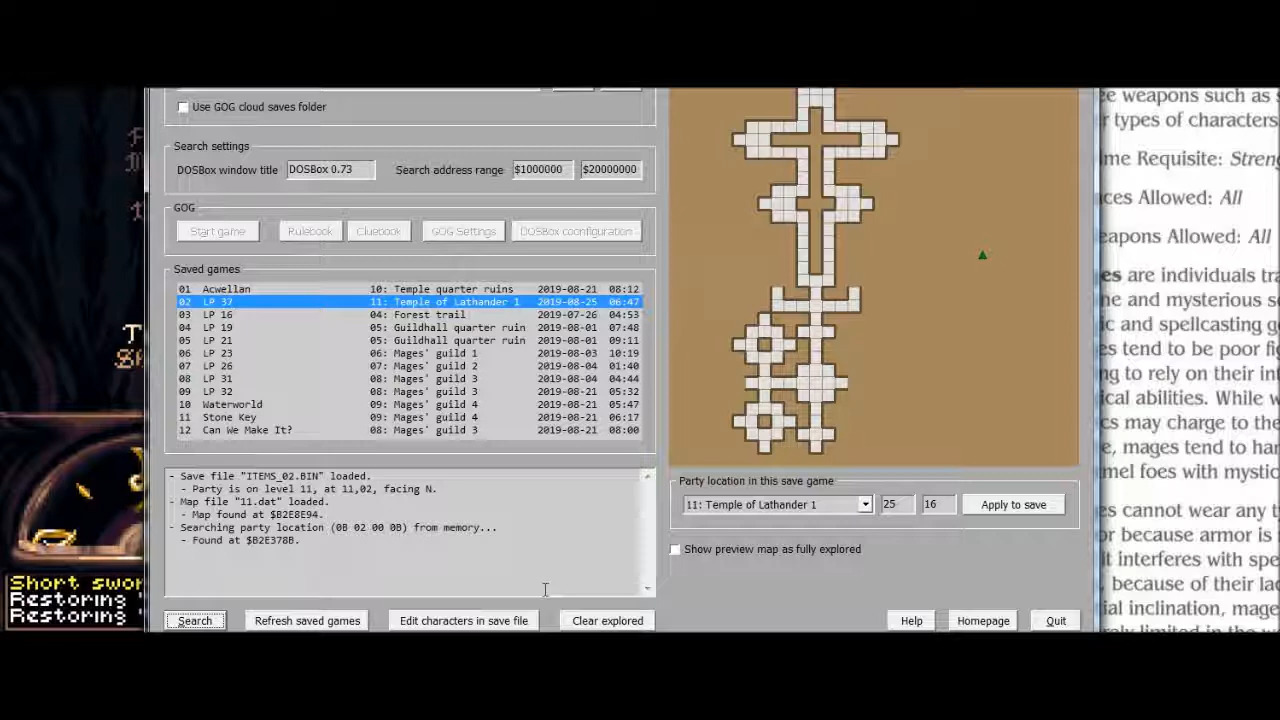 Use GOG cloud saves folder
Search settings
DOSBox window title DOSBox 0.73 Search address range $1000000 $20000000
GOG
Start game Rulebook Cluebook GOG Settings DOSBox coonfiguration
Saved games
01 Acwellan 10: Temple quarter ruins 2019-08-21 08:12
02 LP 37 11: Temple of Lathander 1 2019-08-25 06:47
03 LP 16 04: Forest trail 2019-07-26 04:53
04 LP 19 05: Guildhall quarter ruin 2019-08-01 07:48
05 LP 21 05: Guildhall quarter ruin 2019-08-01 09:11
06 LP 23 06: Mages' guild 1 2019-08-03 10:19
07 LP 26 07: Mages' guild 2 2019-08-04 01:40
08 LP 31 08: Mages' guild 3 2019-08-21 04:44
09 LP 32 08: Mages' guild 3 2019-08-21 05:32
10 Waterworld 09: Mages' guild 4 2019-08-21 05:47
11 Stone Key 09: Mages' guild 4 2019-08-21 06:17
12 Can We Make It? 08: Mages' guild 3 2019-08-21 08:00
- Save file "ITEMS_02.BIN" loaded.
- Party is on level 11, at 11,02, facing N.
- Map file "11.dat" loaded.
- Map found at $B2E8E94.
- Searching party location (0B 02 00 0B) from memory...
- Found at $B2E378B.
Search Refresh saved games Edit characters in save file Clear explored
Party location in this save game
11: Temple of Lathander 1 25 16 Apply to save
Show preview map as fully explored
Help Homepage Quit
Short swor
Restoring
Restoring
weapons such as
types of characters
me Requisite: Stren
ces Allowed: All
eapons Allowed: All
es are individuals tra
ne and mysterious s
ic and spellcasting
es tend to be poor
ng to rely on their int
ical abilities. While
cs may charge to the
e, mages tend to
mel foes with mystic
es cannot wear any
or because armor is
it interferes with spe
, because of their lac
ial inclination, mage
rely limited in the